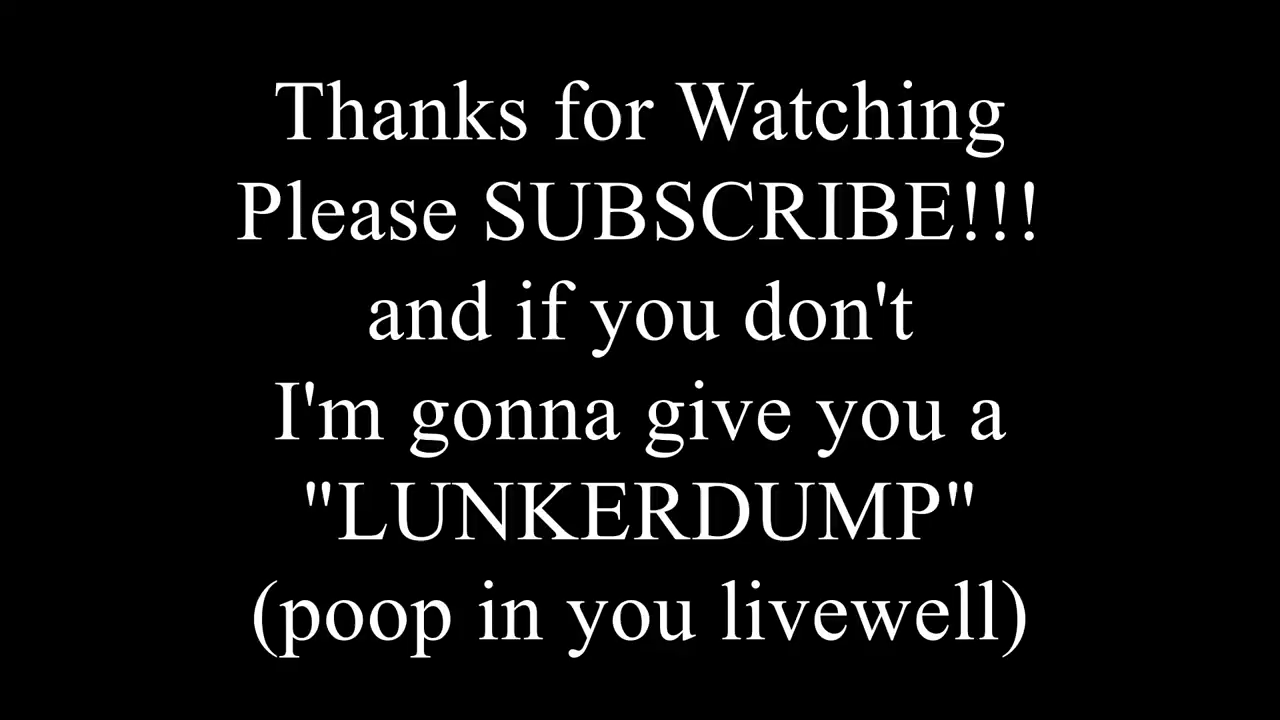 Thanks for Watching
Please SUBSCRIBE!!!
and if you don't
I'm gonna give you a
"LUNKERDUMP"
(poop in you livewell)